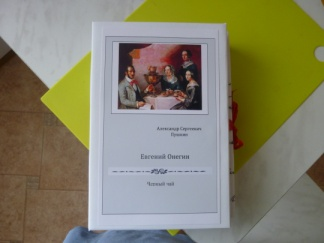 Александр Сергеевич
Пушкин
Евгений Онегин
Черный чай